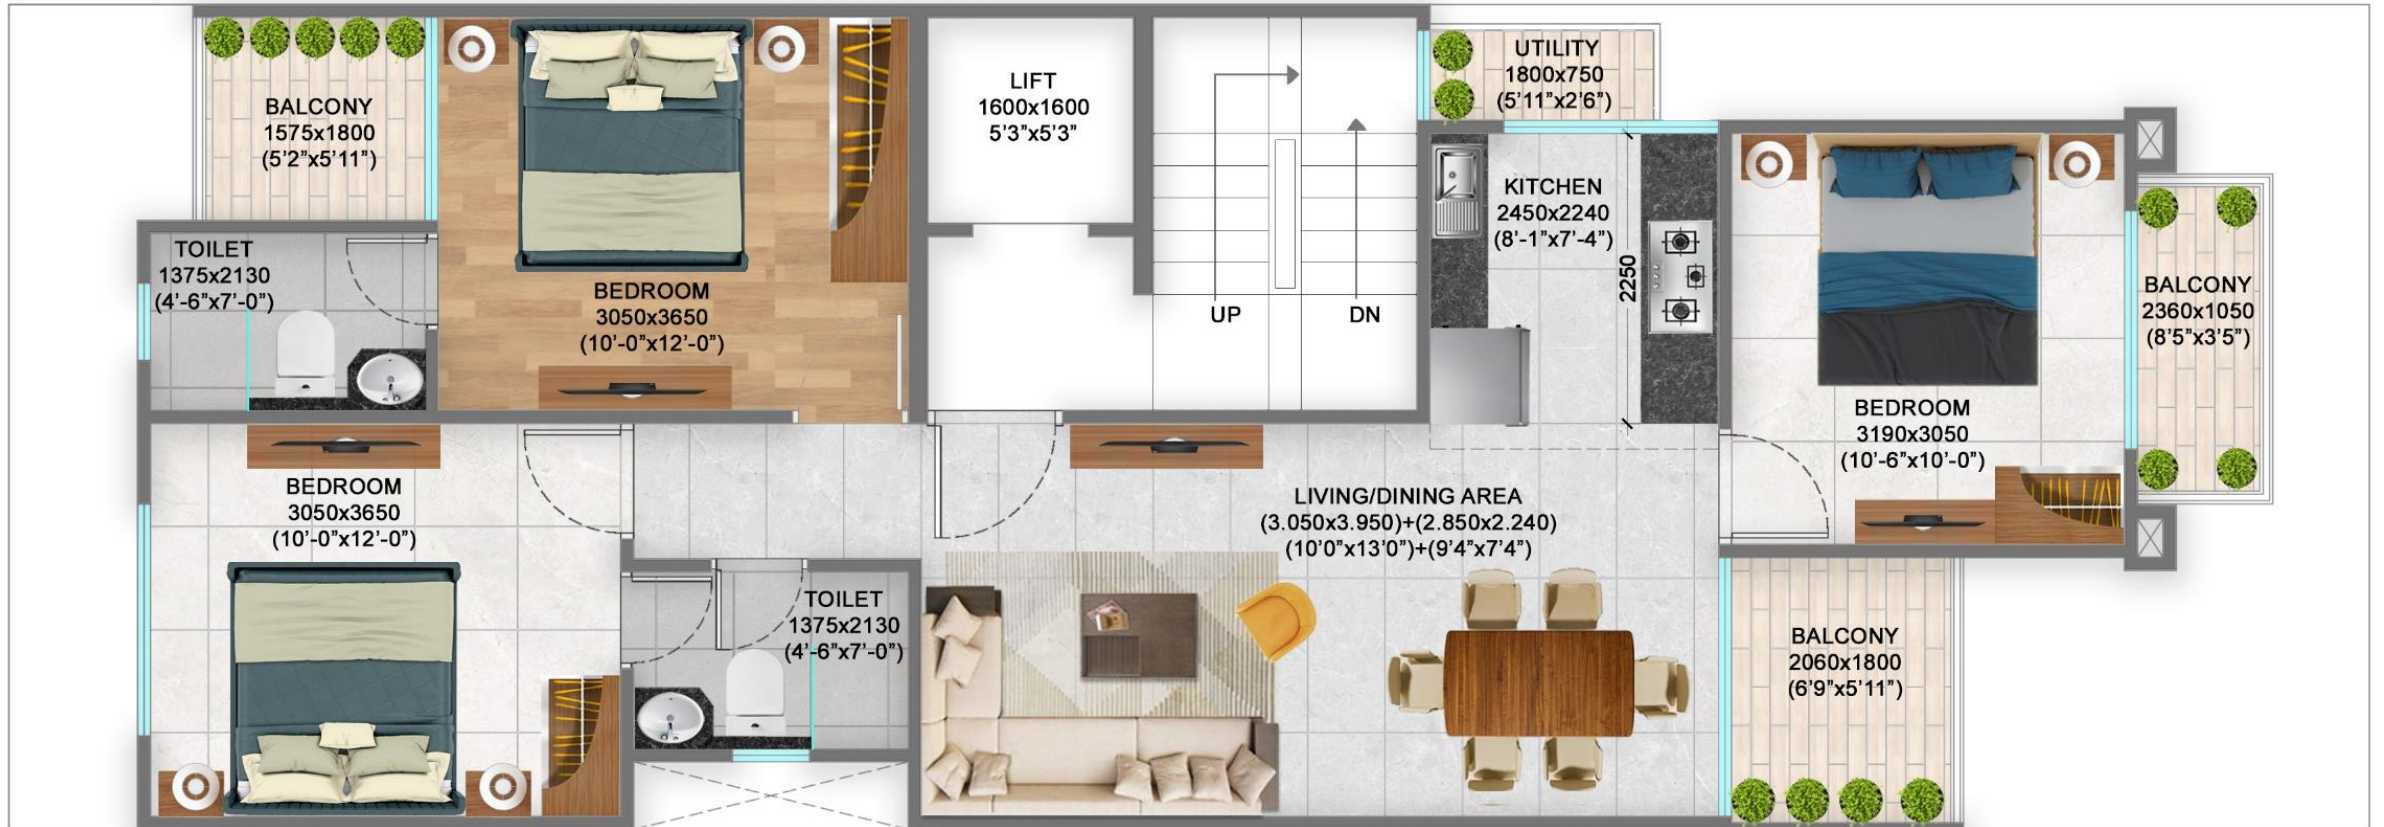 BALCONY
1575x1800
(5'2"x5'11")
LIFT
1600x1600
5'3"x5'3"
UTILITY
1800x750
(5'11"x2'6")
KITCHEN
2450x2240
(8'-1"x7'-4")
2250
TOILET
1375x2130
(4'-6"x7'-0")
BEDROOM
3050x3650
(10'-0"x12'-0")
UP
DN
BALCONY
2360x1050
(8'5"x3'5")
BEDROOM
3190x3050
(10'-6"x10'-0")
BEDROOM
3050x3650
(10'-0"x12'-0")
LIVING/DINING AREA
(3.050x3.950)+(2.850x2.240)
(10'0"x13'0")+(9'4"x7'4")
TOILET
1375x2130
(4'-6"x7'-0")
BALCONY
2060x1800
(6'9"x5'11")